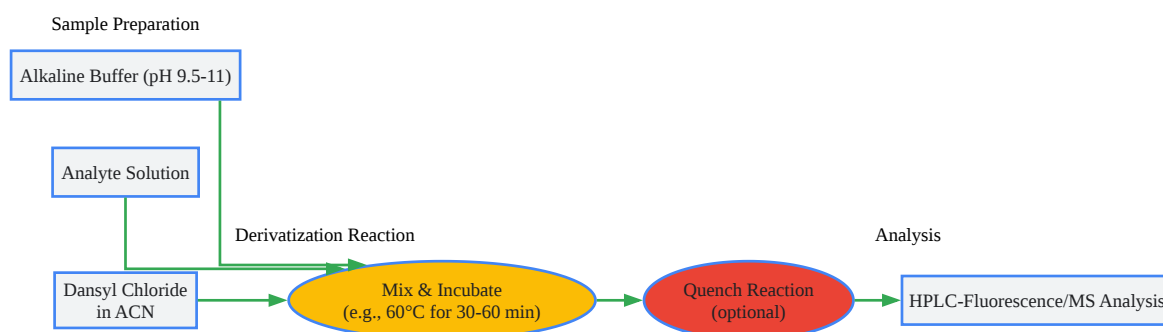 Sample Preparation
Alkaline Buffer (pH 9.5-11)
Analyte Solution
Derivatization Reaction
Analysis
Dansyl Chloride
in ACN
Mix & Incubate
(e.g., 60°C for 30-60 min)
Quench Reaction
(optional)
HPLC-Fluorescence/MS Analysis